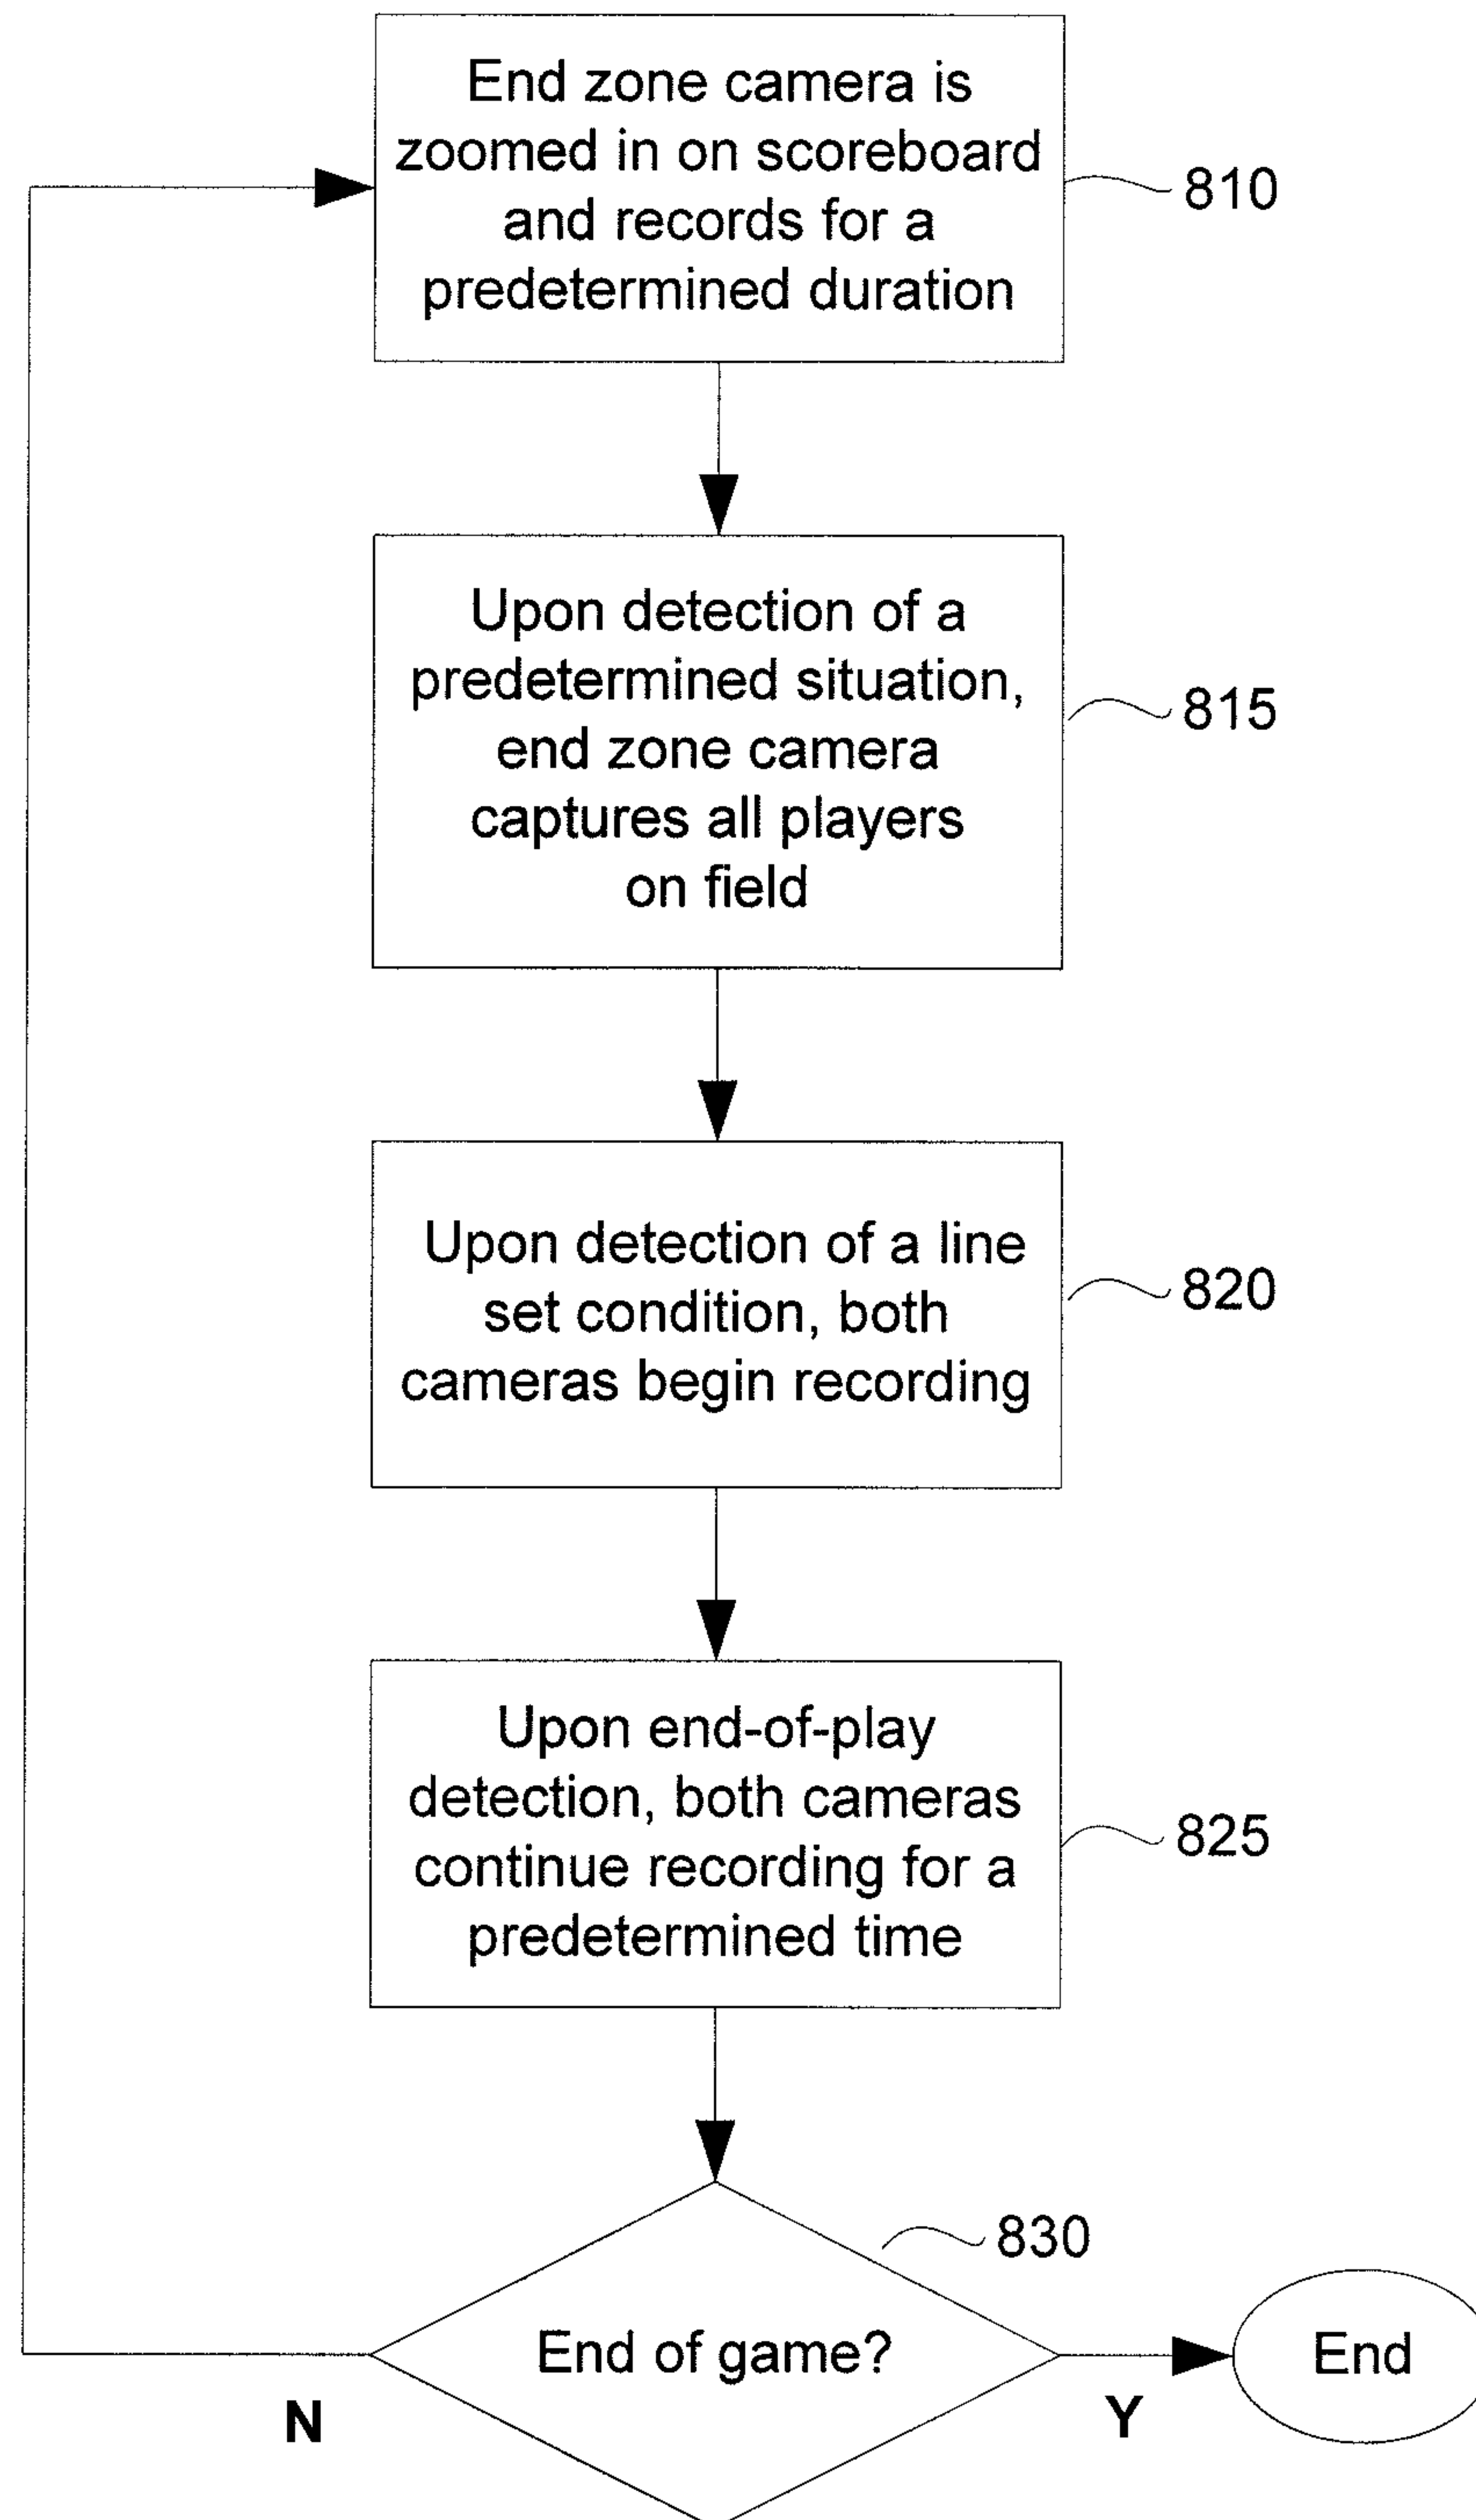 End zone camera is
zoomed in on scoreboard
and records for a
predetermined duration
810
Upon detection of a
predetermined situation,
end zone camera
captures all players
on field
815
Upon detection of a line
set condition, both
cameras begin recording
820
Upon end-of-play
detection, both cameras
continue recording for a
predetermined time
825
830
End of game?
End
N
Y